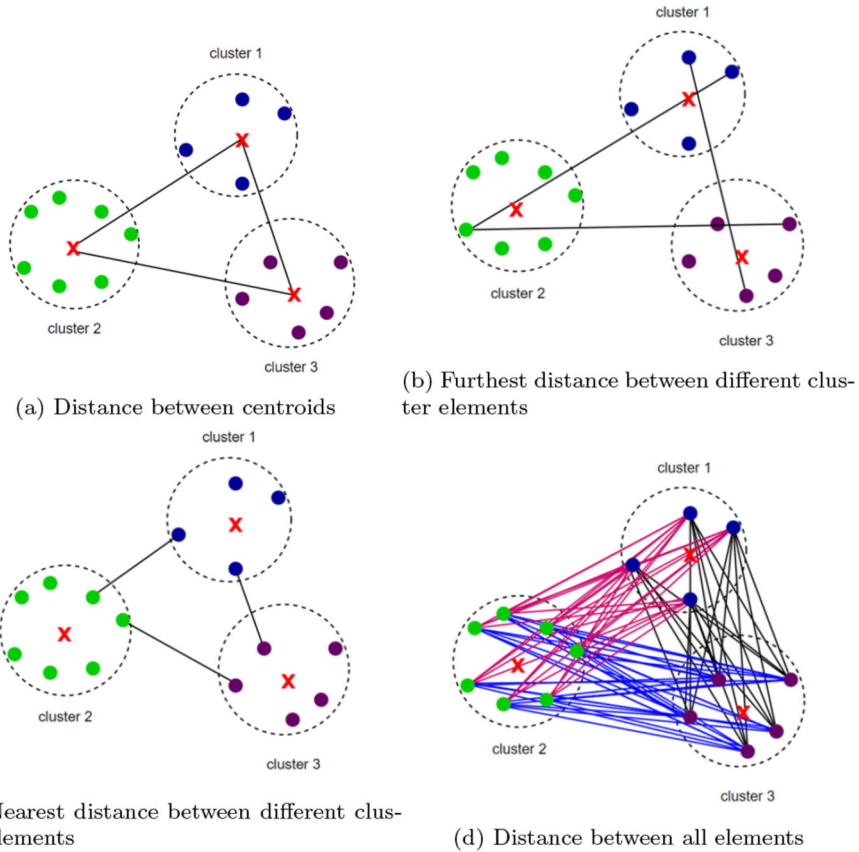 cluster 1
cluster 2
cluster 3
(a) Distance between centroids
cluster 1
cluster 2
cluster 3
(b) Furthest distance between different clus-
ter elements
cluster 1
cluster 2
cluster 3
Nearest distance between different clus-
lements
cluster 1
cluster 2
cluster 3
(d) Distance between all elements